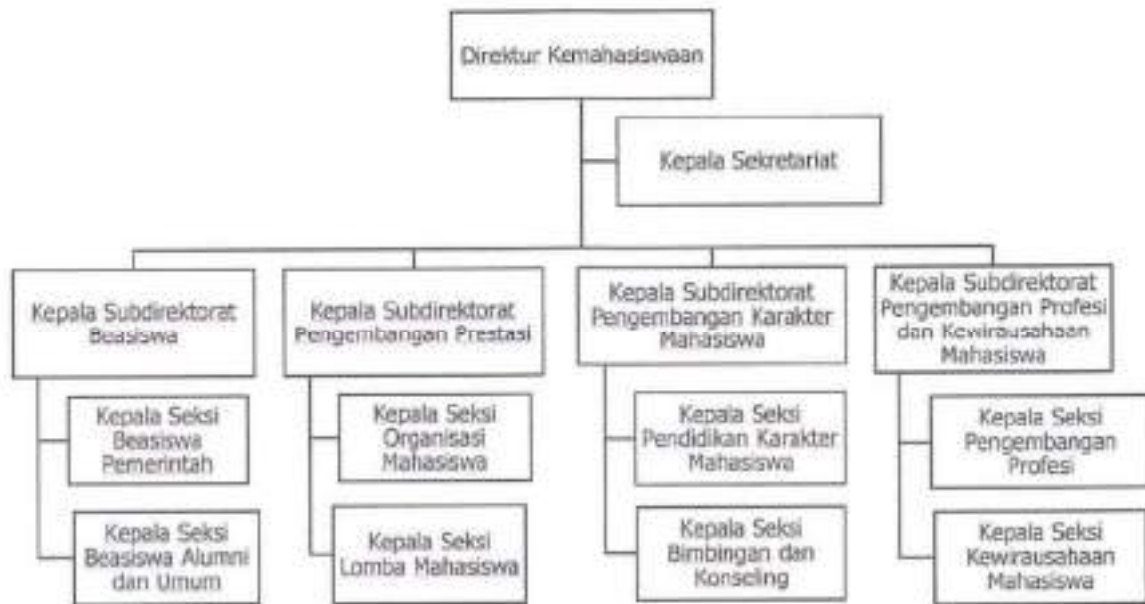 Direktur Kemahasiswaan
Kepala Sekretariat
Kepala Subdirektorat
Beasiswa
Kepala Subdirektorat
Pengembangan Prestasi
Kepala Subdirektorat
Pengembangan Karakter
Mahasiswa
Kepala Subdirektorat
Pengembangan Profesi
dan Kewirausahaan
Mahasiswa
Kepala Seksi
Beasiswa
Pemerintah
Kepala Seksi
Organisasi
Mahasiswa
Kepala Seksi
Pendidikan Karakter
Mahasiswa
Kepala Seksi
Pengembangan
Profesi
Kepala Seksi
Beasiswa Alumni
dan Umum
Kepala Seksi
Lomba Mahasiswa
Kepala Seksi
Bimbingan dan
Konseling
Kepala Seksi
Kewirausahaan
Mahasiswa